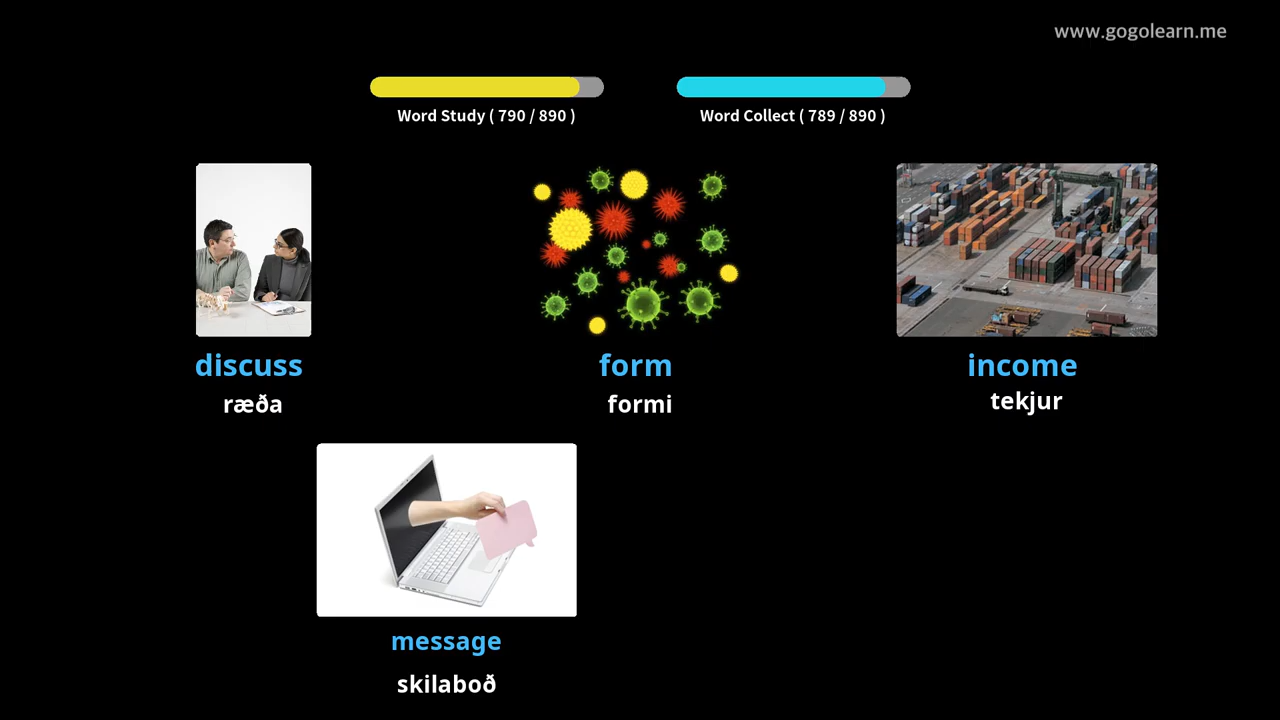 www.gogolearn.me
Word Study ( 790 / 890 )
Word Collect ( 789 / 890 )
discuss
ræða
form
formi
income
tekjur
message
skilaboð